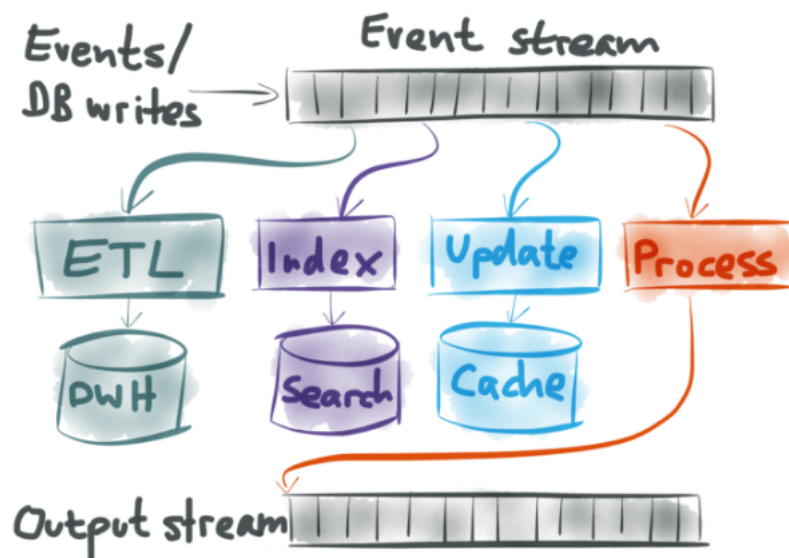 Events/
DB writes
Event stream
ETL
Index
Update
Process
DWH
Search
Cache
Output stream